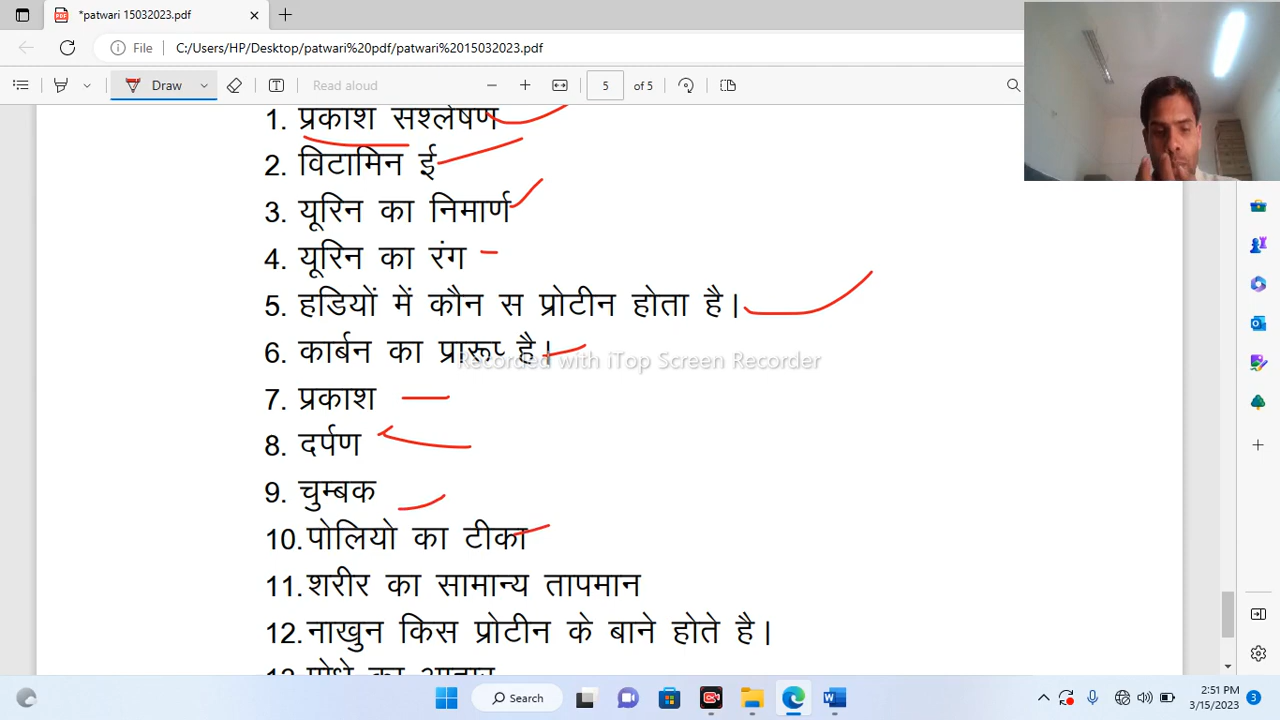 *patwari 15032023.pdf
File C:/Users/HP/Desktop/patwari%20pdf/patwari%2015032023.pdf
Draw Read aloud 5 of 5
1. प्रकाश सश्लेषण
2. विटामिन ई
3. यूरिन का निमार्ण
4. यूरिन का रंग
5. हडियों में कौन स प्रोटीन होता है।
6. कार्बन का प्रारूप् है।
Recorded with iTop Screen Recorder
7. प्रकाश
8. दर्पण
9. चुम्बक
10. पोलियो का टीका
11. शरीर का सामान्य तापमान
12. नाखुन किस प्रोटीन के बाने होते है।
Search
2:51 PM
3/15/2023 3